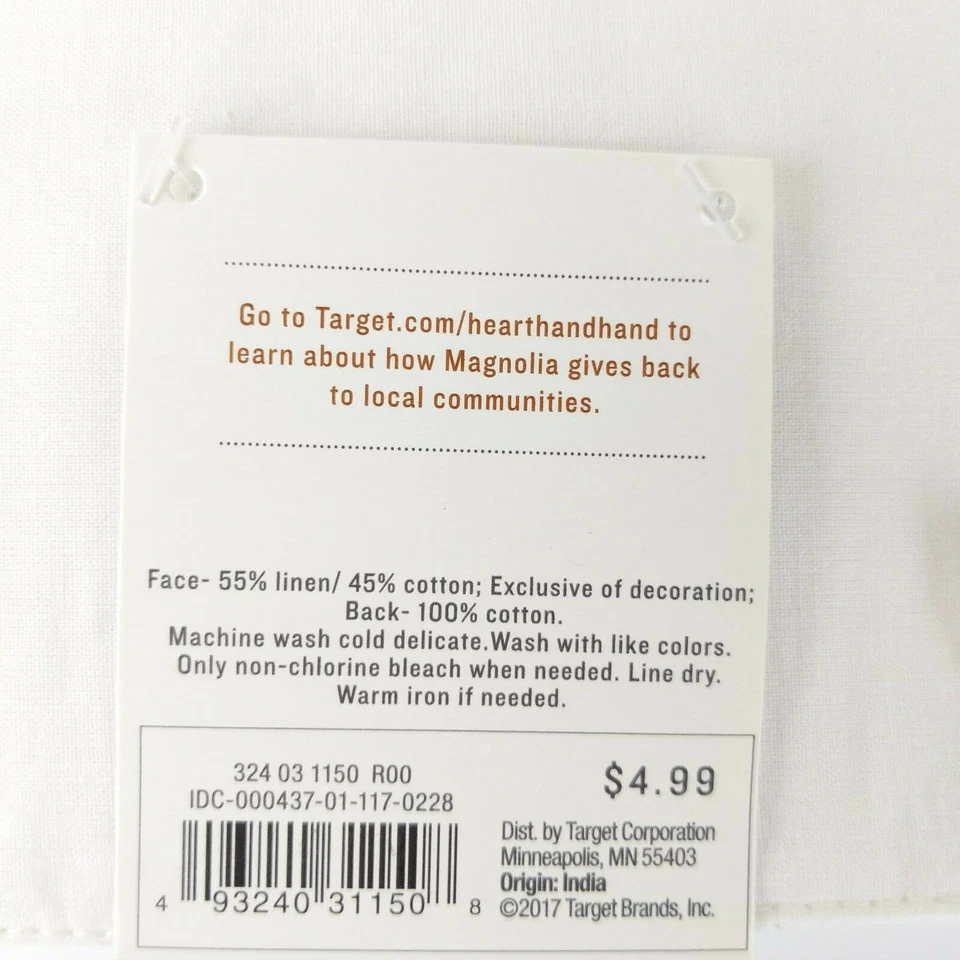 Go to Target.com/hearthandhand to
learn about how Magnolia gives back
to local communities.
Face- 55% linen/ 45% cotton; Exclusive of decoration;
Back- 100% cotton.
Machine wash cold delicate.Wash with like colors.
Only non-chlorine bleach when needed. Line dry.
Warm iron if needed.
324 03 1150 R00
IDC-000437-01-117-0228
$4.99
4 93240 31150 8
Dist. by Target Corporation
Minneapolis, MN 55403
Origin: India
©2017 Target Brands, Inc.